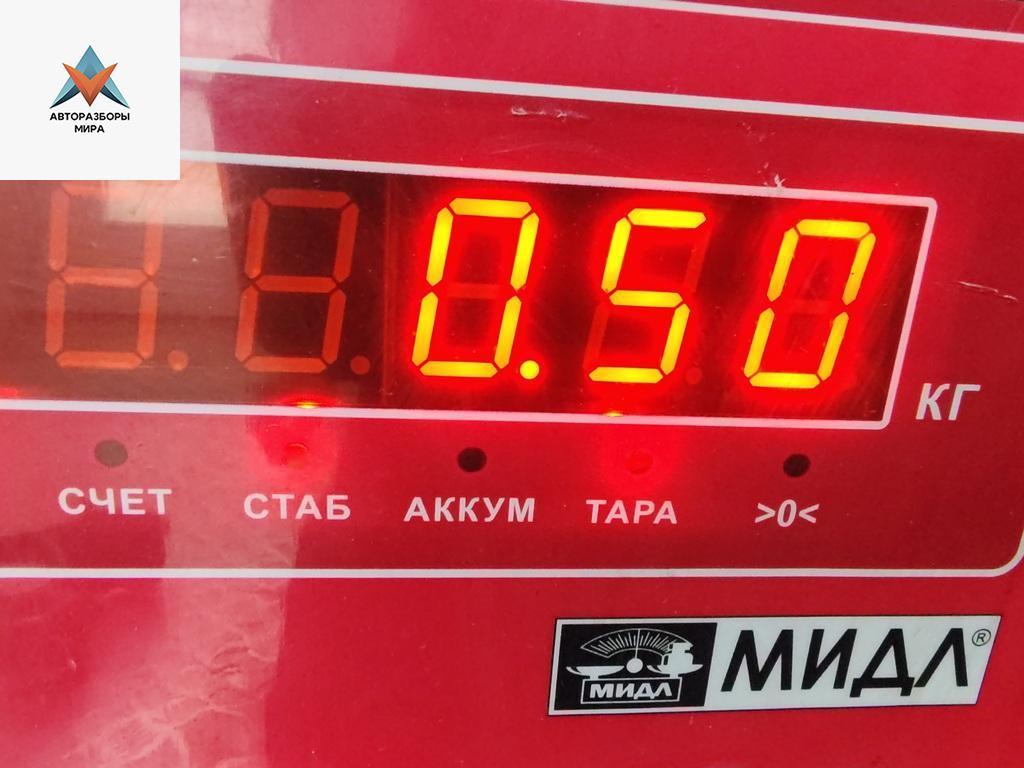 АВТОРАЗБОРЫ
МИРА
0.50
КГ
СЧЕТ СТАБ АККУМ ТАРА >0<
МИДЛ МИДЛ®